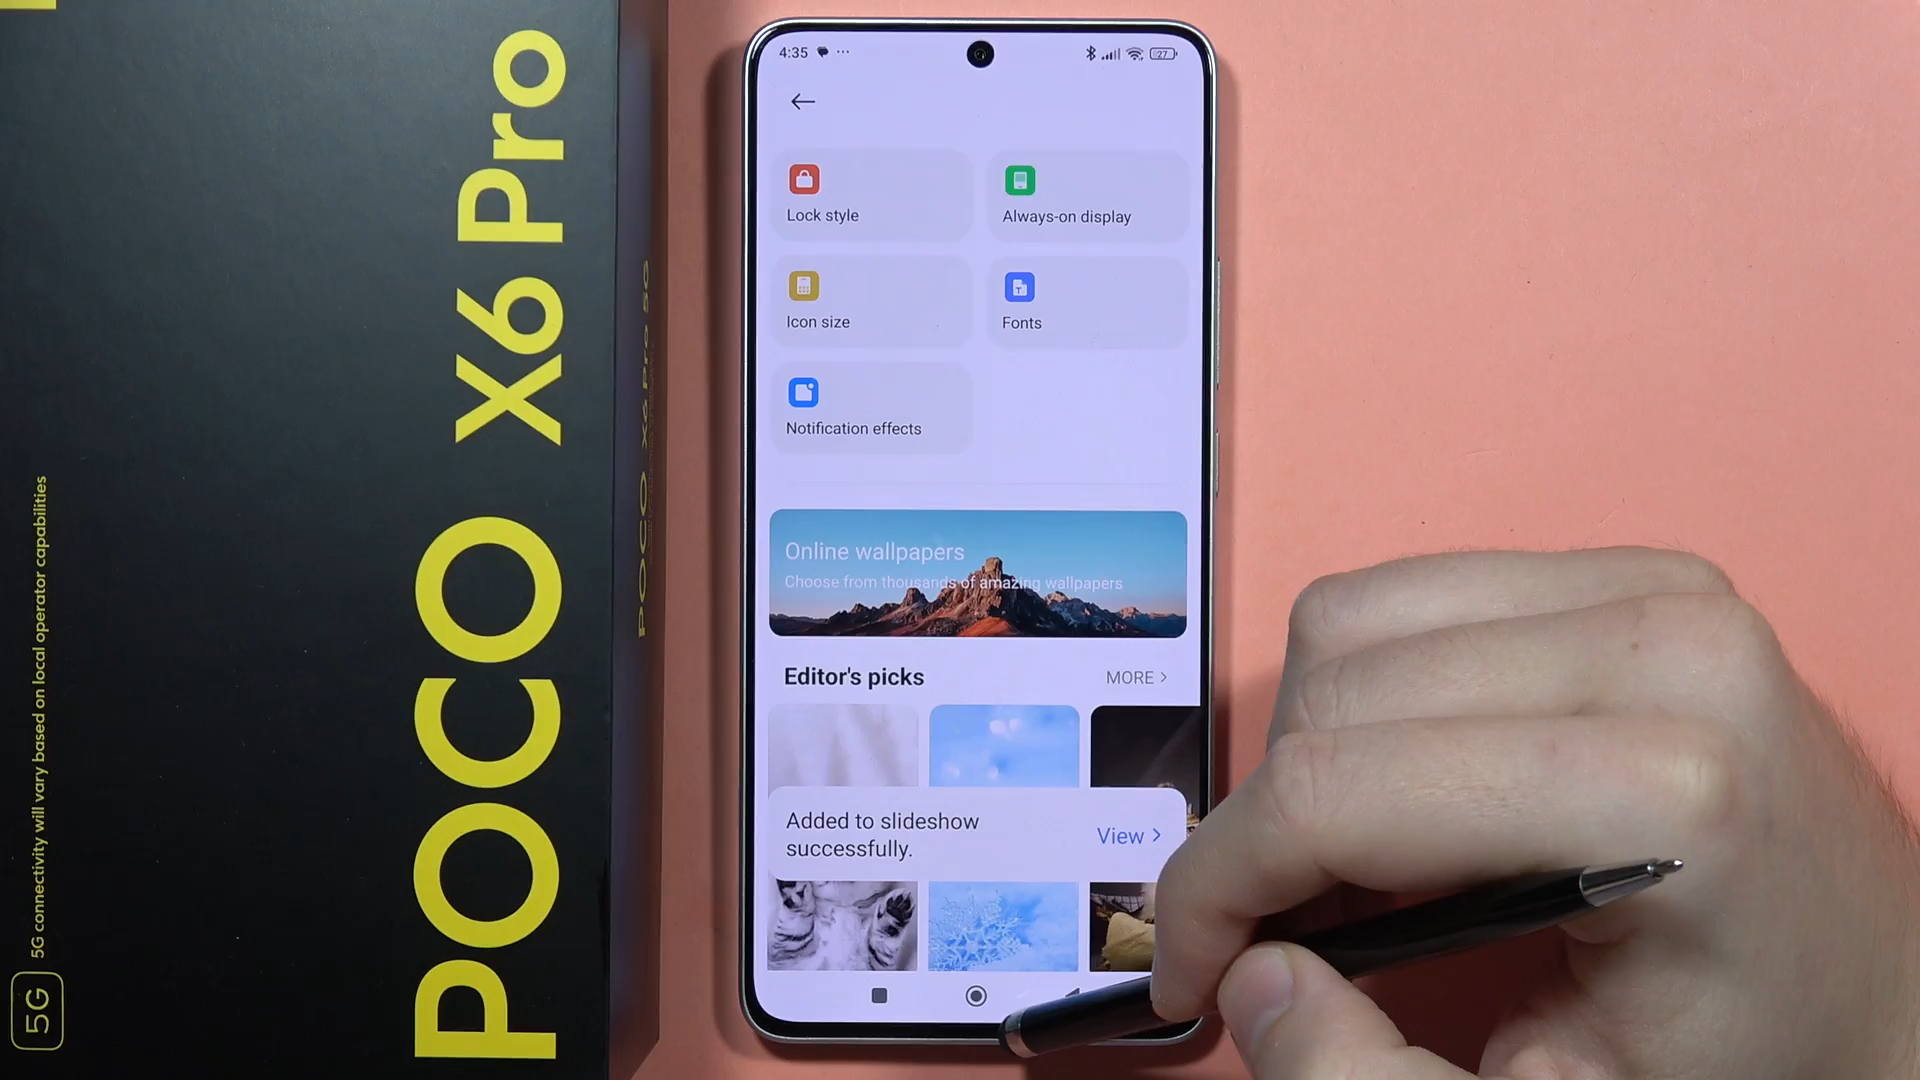 POCO X6 Pro
5G connectivity will vary based on local operator capabilities
5G
POCO X6 Pro 5G
4:35
27
Lock style
Always-on display
Icon size
Fonts
Notification effects
Online wallpapers
Choose from thousands of amazing wallpapers
Editor's picks
MORE >
Added to slideshow
successfully.
View >